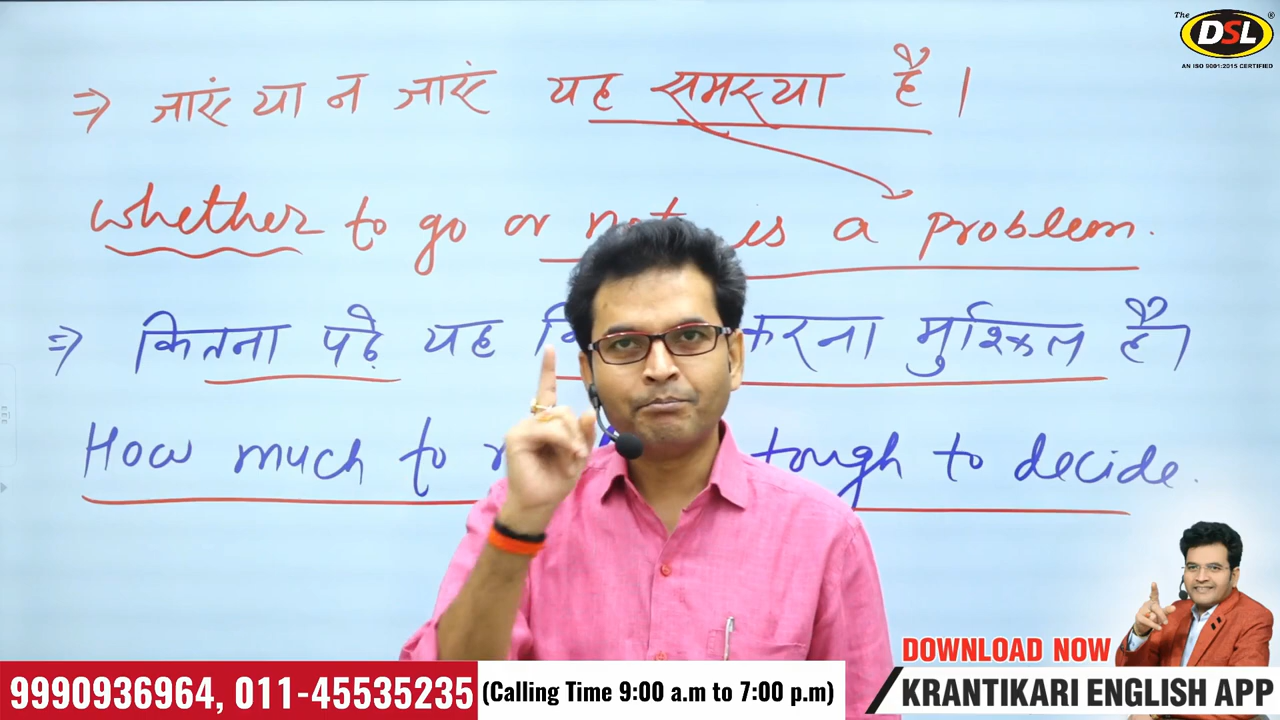 The DSL ®
AN ISO 9001:2015 CERTIFIED
⇒ जाएं या न जाएं यह समस्या है।
whether to go or not is a problem.
⇒ कितना पढ़े यह करना मुश्किल है।
How much to tough to decide.
DOWNLOAD NOW
9990936964, 011-45535235 (Calling Time 9:00 a.m to 7:00 p.m) KRANTIKARI ENGLISH APP